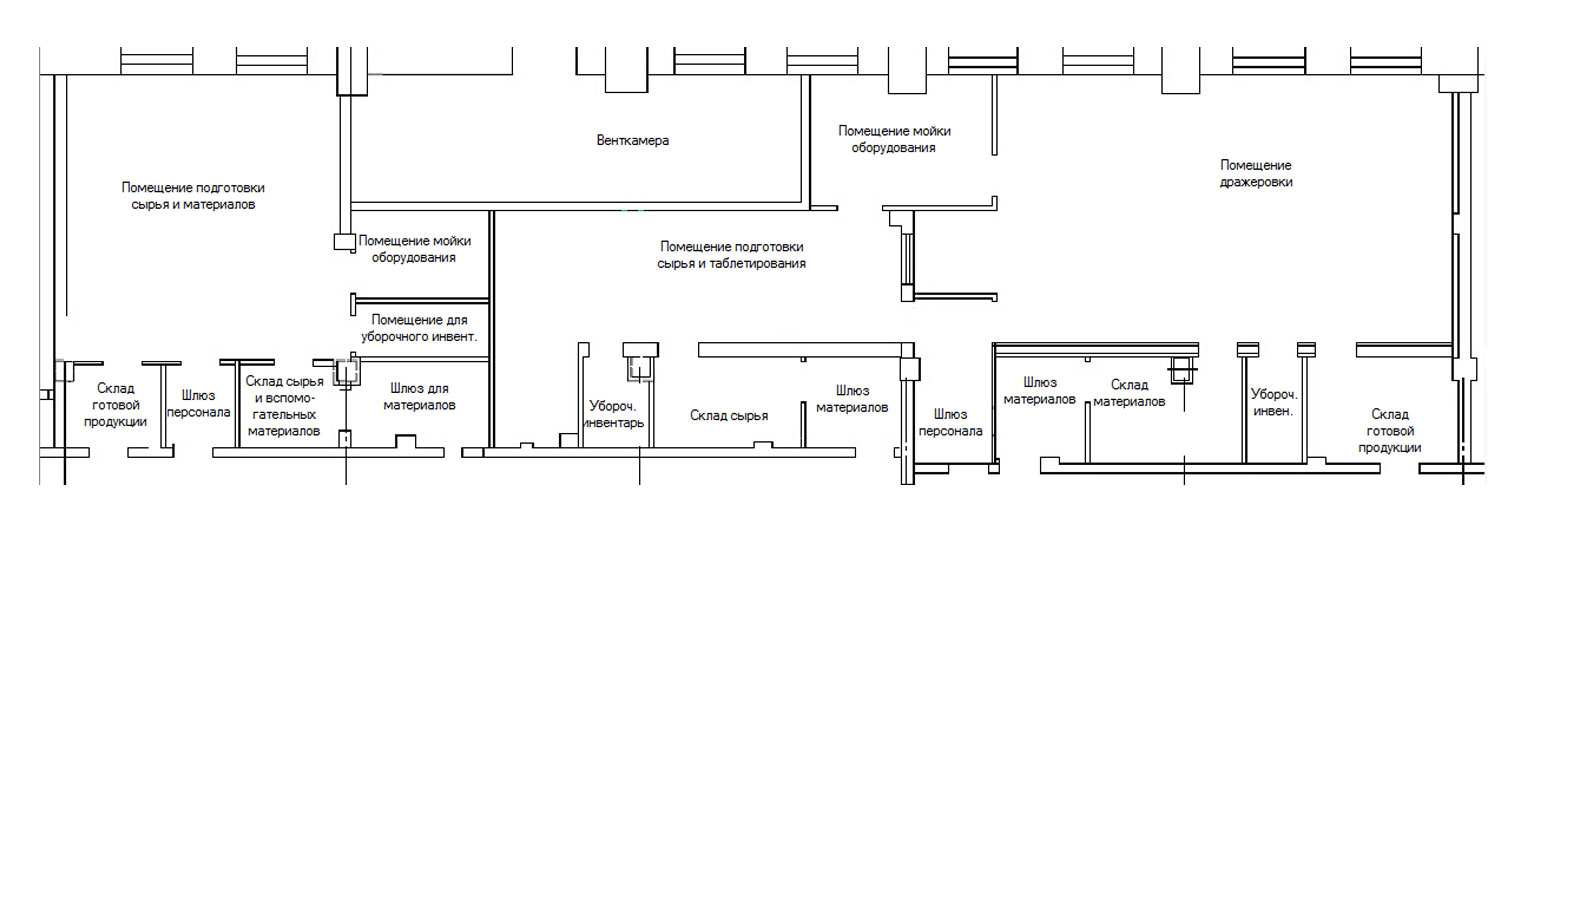 Венткамера
Помещение мойки
оборудования
Помещение
дражеровки
Помещение подготовки
сырья и материалов
Помещение мойки
оборудования
Помещение подготовки
сырья и таблетирования
Помещение для
уборочного инвент.
Склад
готовой
продукции
Шлюз
персонала
Склад сырья
и вспомо-
гательных
материалов
Шлюз для
материалов
Убороч.
инвентарь
Склад сырья
Шлюз
материалов
Шлюз
персонала
Шлюз
материалов
Склад
материалов
Убороч.
инвен.
Склад
готовой
продукции